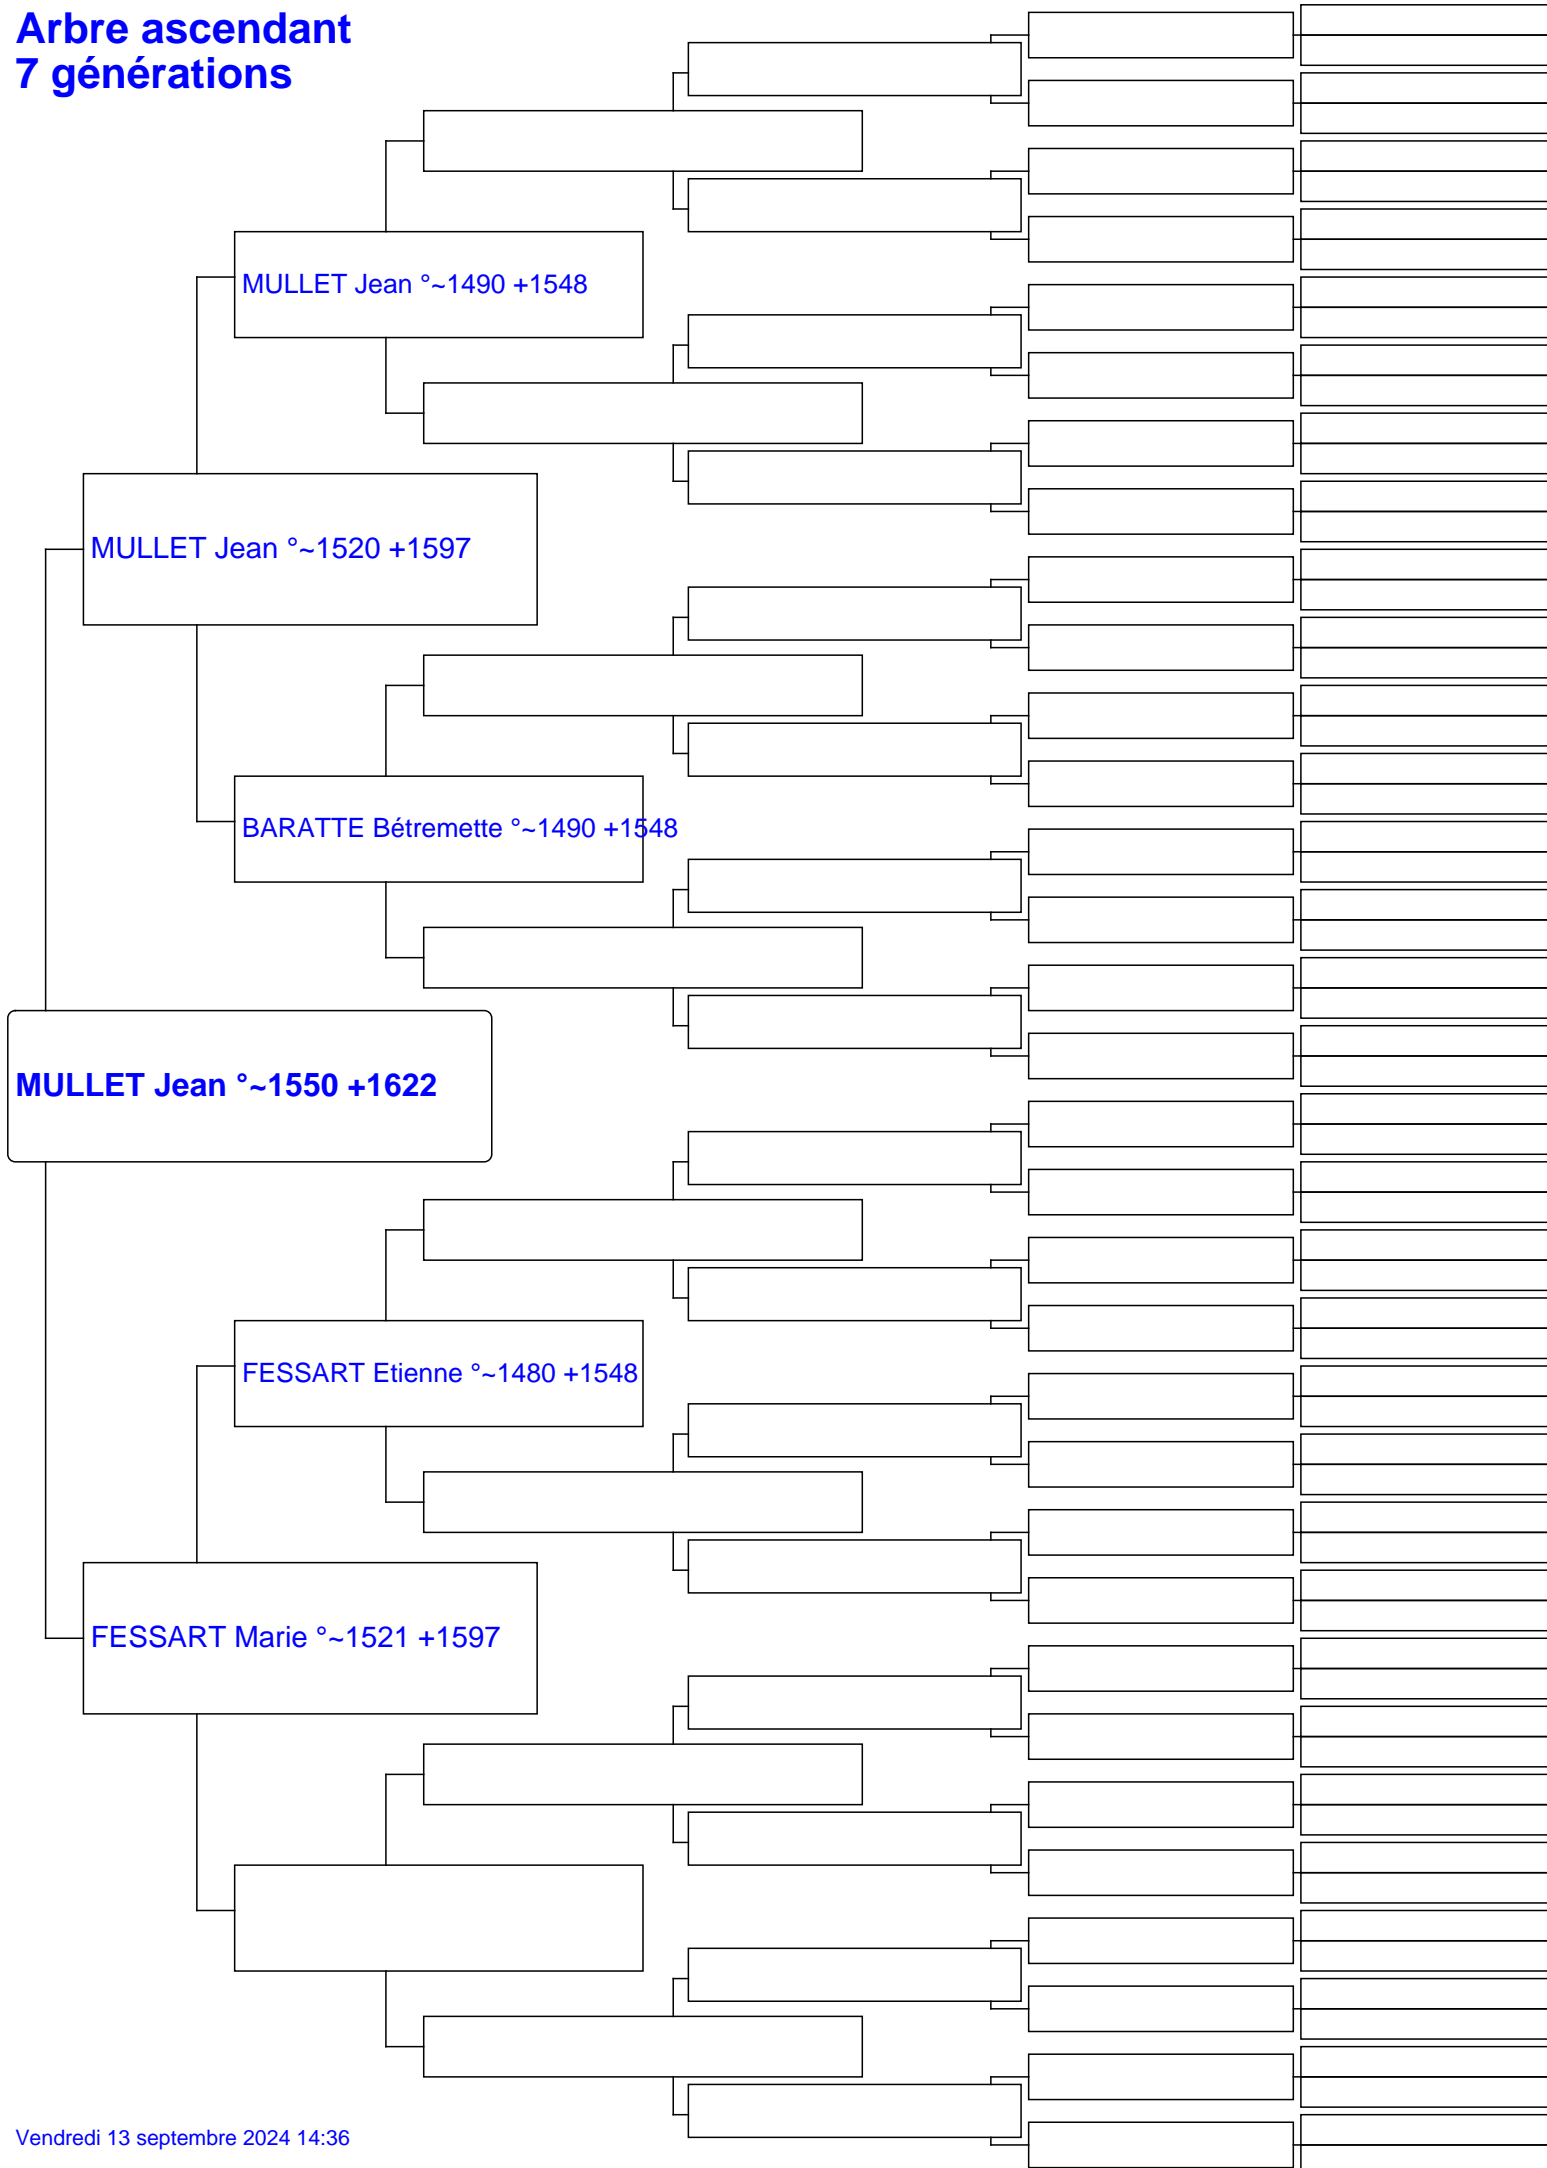 Arbre ascendant
7 générations
MULLET Jean °~1490 +1548
MULLET Jean °~1520 +1597
BARATTE Bétremette °~1490 +1548
MULLET Jean °~1550 +1622
FESSART Etienne °~1480 +1548
FESSART Marie °~1521 +1597
Vendredi 13 septembre 2024 14:36